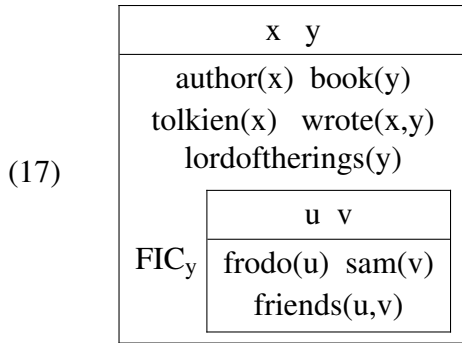 x y
author(x) book(y)
tolkien(x) wrote(x,y)
(17) lordoftherings(y)
u v
FICy frodo(u) sam(v)
friends(u,v)